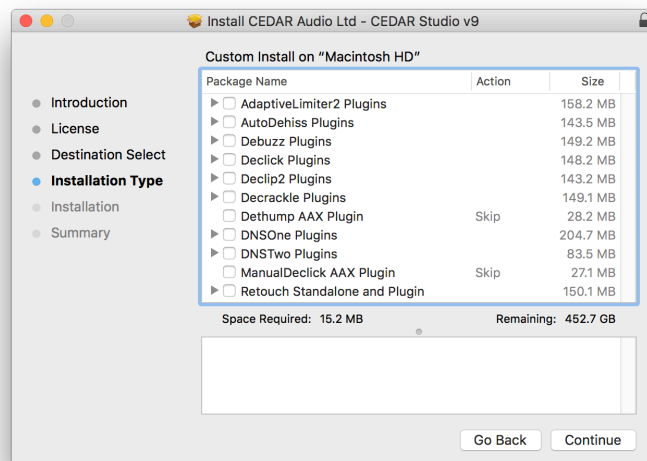 Install CEDAR Audio Ltd - CEDAR Studio v9
Custom Install on "Macintosh HD"
Introduction
License
Destination Select
Installation Type
Installation
Summary
Package Name Action Size
AdaptiveLimiter2 Plugins 158.2 MB
AutoDehiss Plugins 143.5 MB
Debuzz Plugins 149.2 MB
Declick Plugins 148.2 MB
Declip2 Plugins 143.2 MB
Decrackle Plugins 149.1 MB
Dethump AAX Plugin Skip 28.2 MB
DNSOne Plugins 204.7 MB
DNSTwo Plugins 83.5 MB
ManualDeclick AAX Plugin Skip 27.1 MB
Retouch Standalone and Plugin 150.1 MB
Space Required: 15.2 MB Remaining: 452.7 GB
Go Back Continue